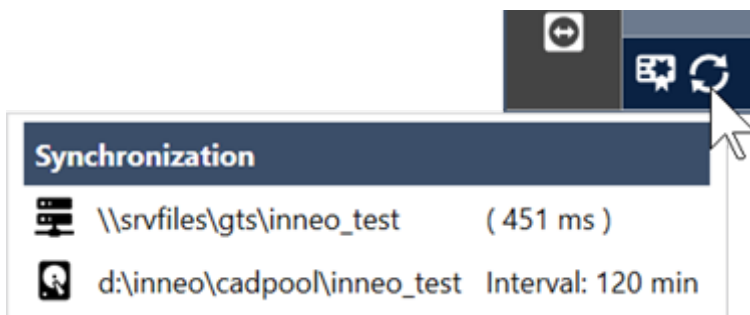 Synchronization
\\srvfiles\gts\inneo_test ( 451 ms )
d:\inneo\cadpool\inneo_test Interval: 120 min